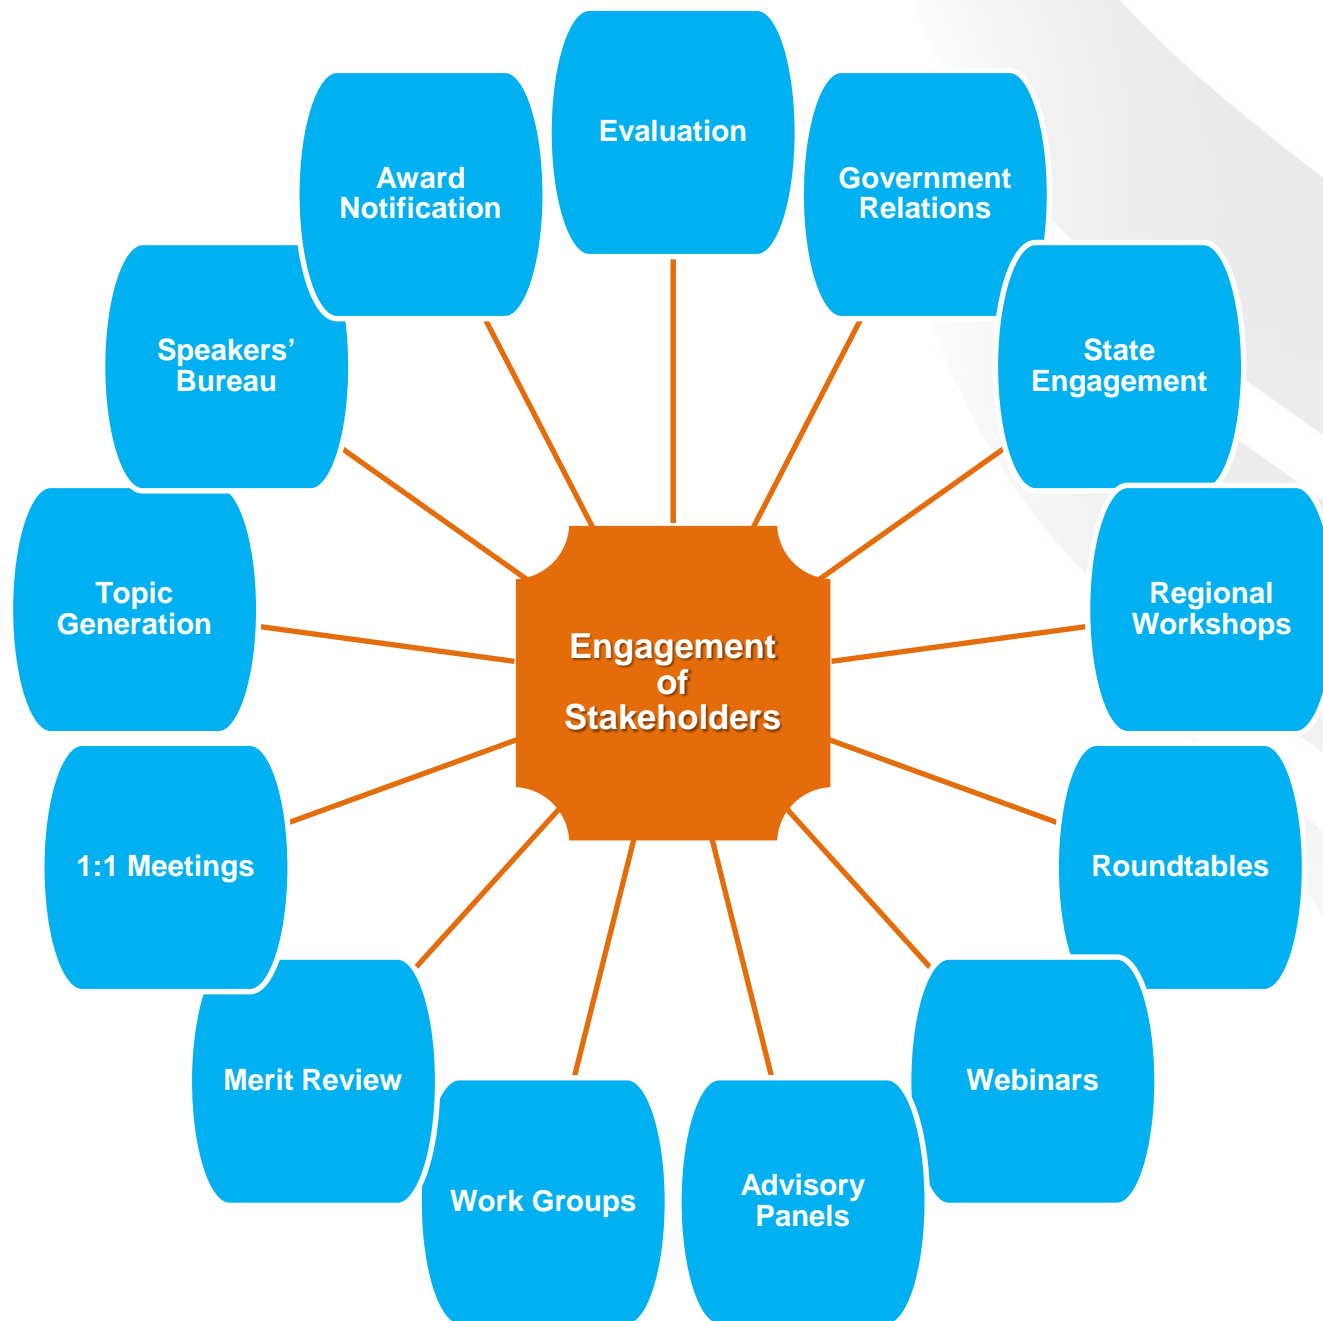 Evaluation
Government
Relations
State
Engagement
Regional
Workshops
Roundtables
Webinars
Advisory
Panels
Work Groups
Merit Review
1:1 Meetings
Topic
Generation
Speakers’
Bureau
Award
Notification
Engagement
of
Stakeholders